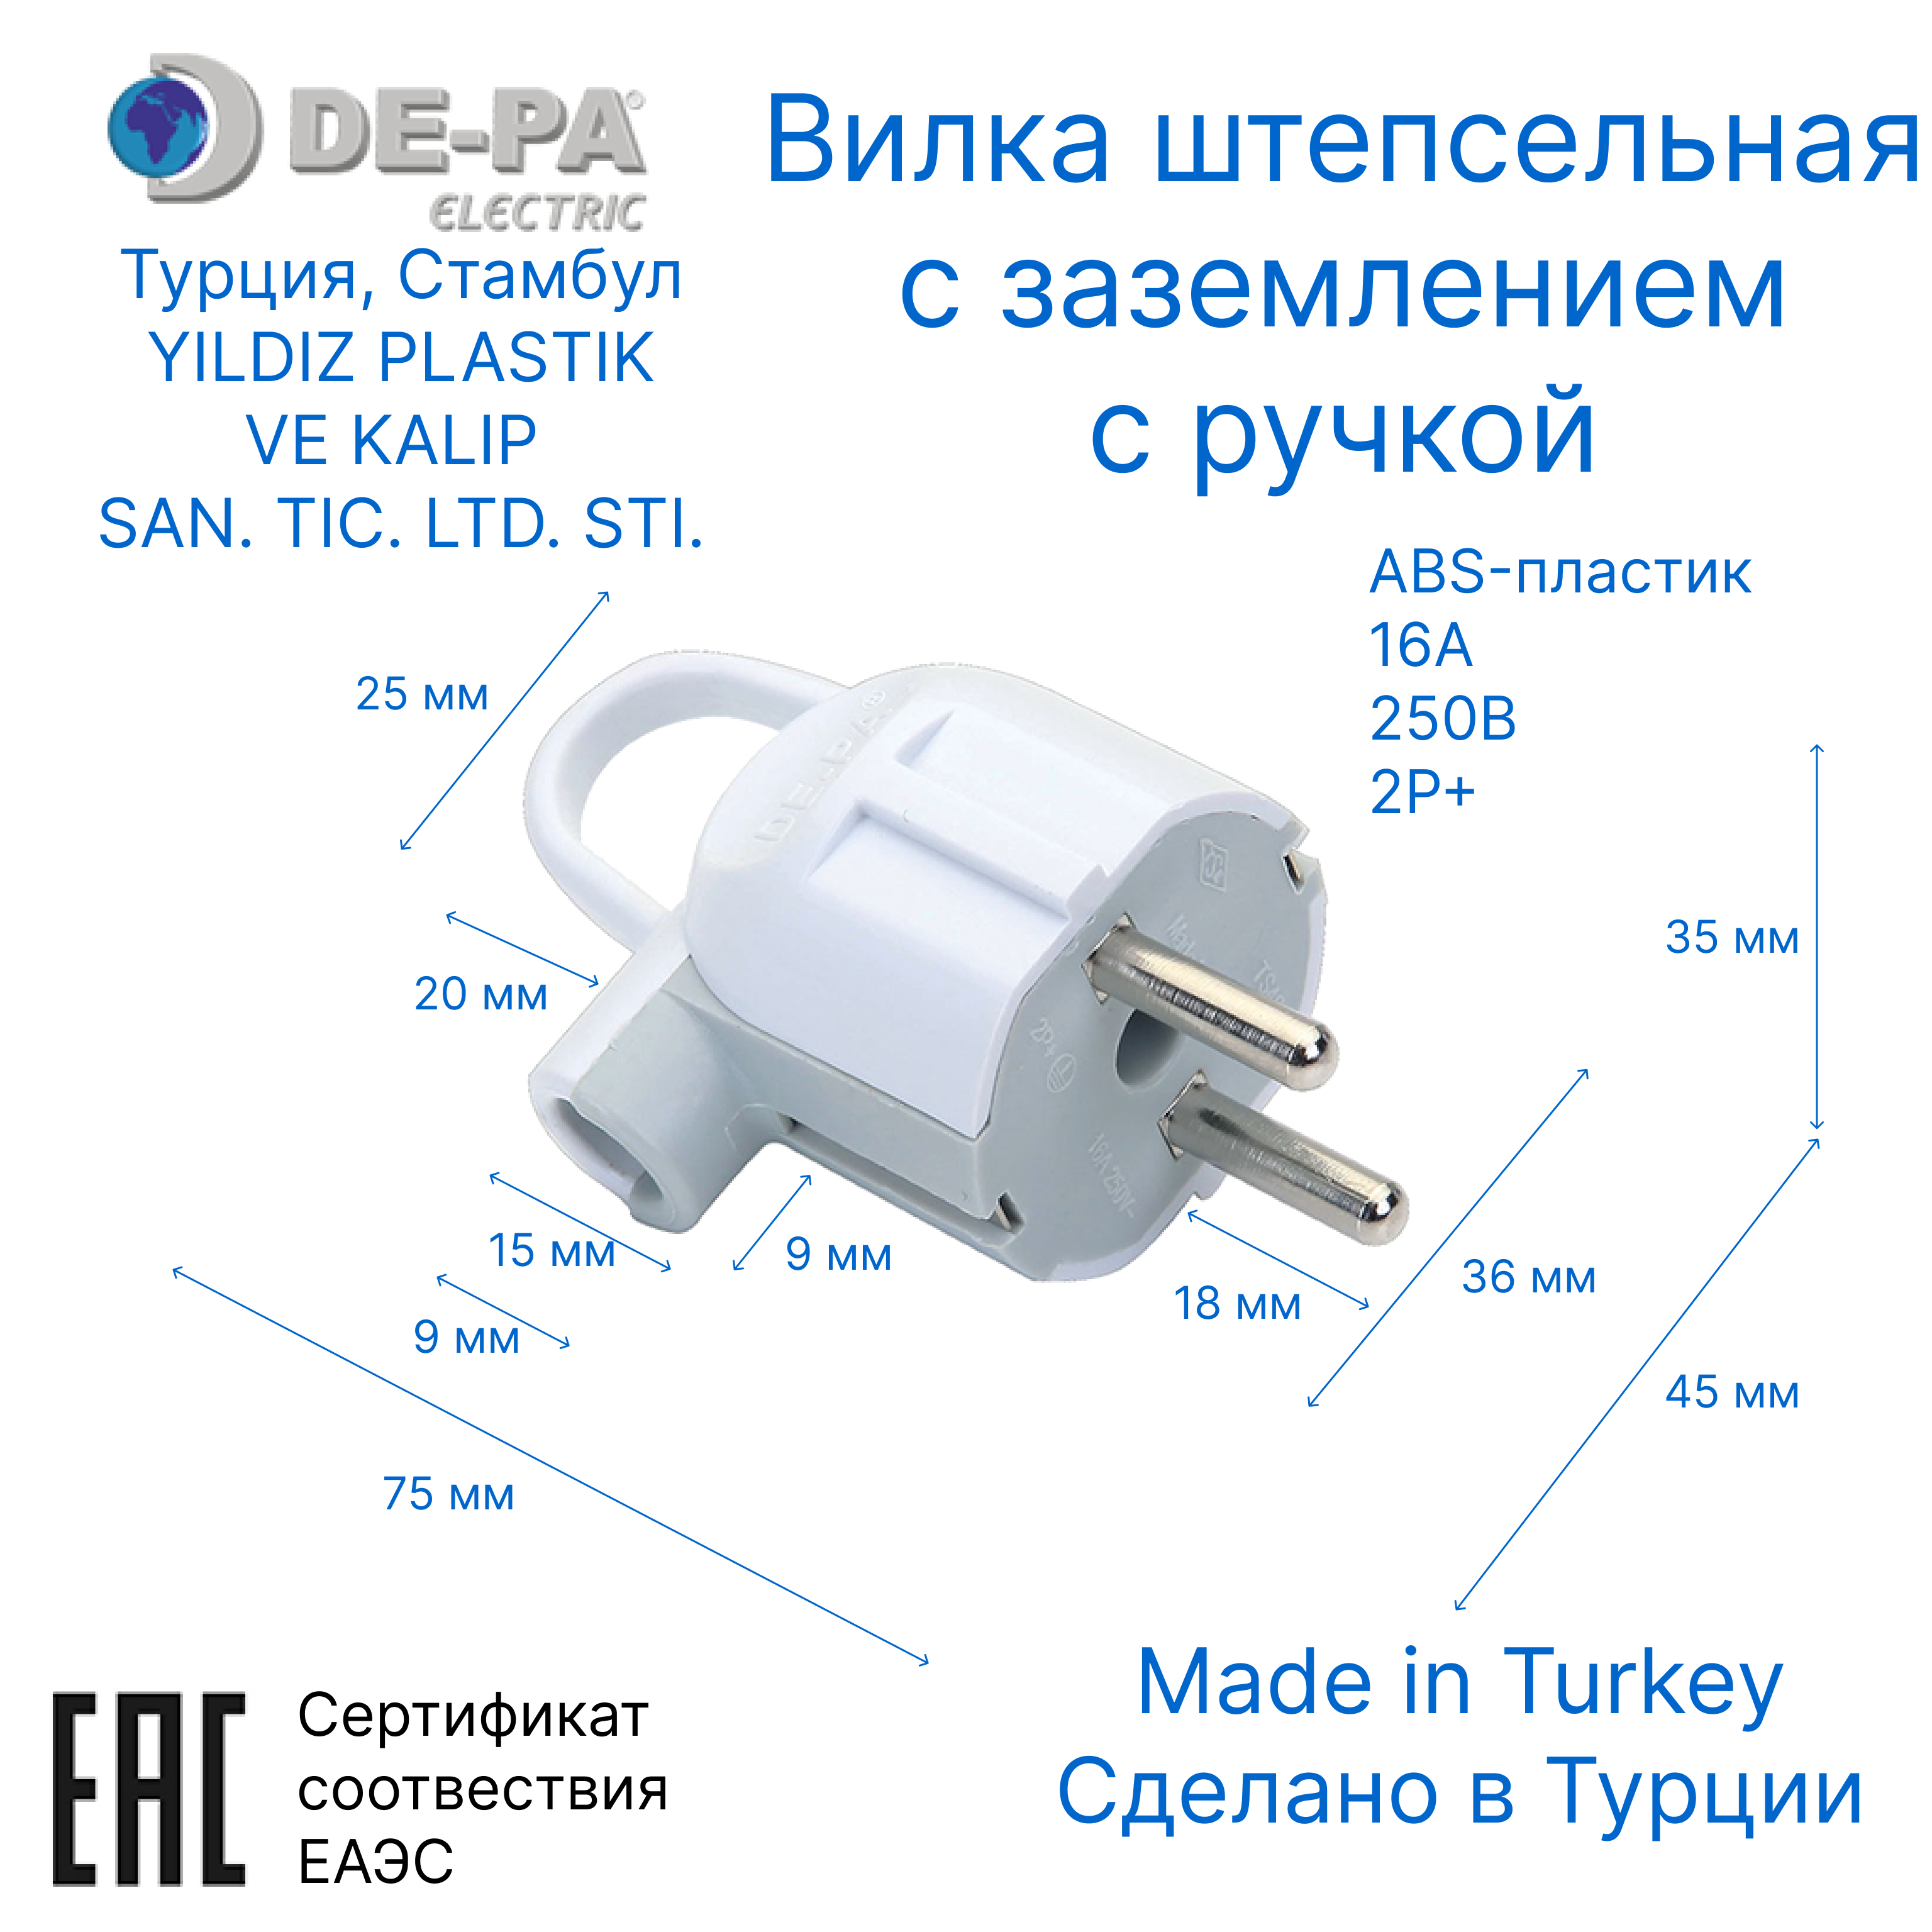 DE-PA
ELECTRIC
Турция, Стамбул
YILDIZ PLASTIK
VE KALIP
SAN. TIC. LTD. STI.
Вилка штепсельная
с заземлением
с ручкой
ABS-пластик
16А
250В
2P+
25 мм
DE-PA®
35 мм
20 мм
2P+
16A 250V~
15 мм
9 мм
18 мм
36 мм
9 мм
45 мм
75 мм
Made in Turkey
Сделано в Турции
EAC
Сертификат
соотвествия
ЕАЭС